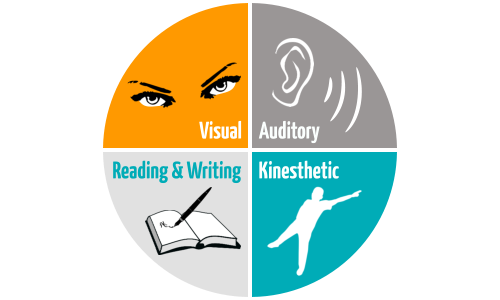 Visual
Auditory
Reading & Writing
Kinesthetic